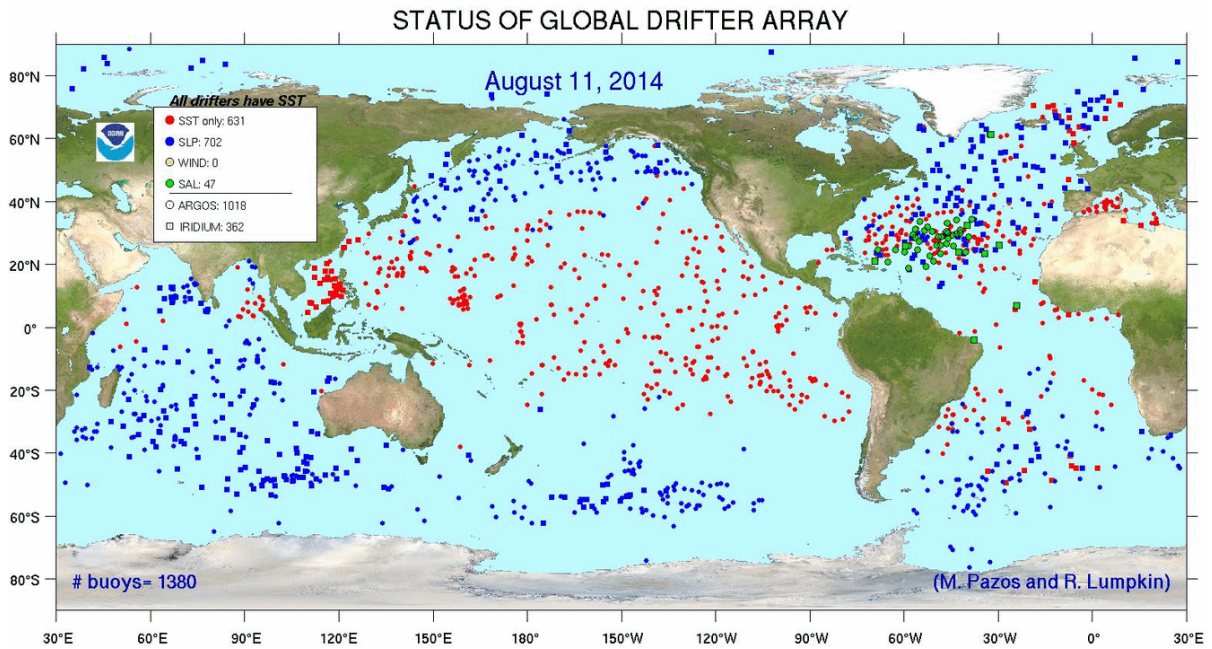 STATUS OF GLOBAL DRIFTER ARRAY
August 11, 2014
All drifters have SST
SST only: 631
SLP: 702
WIND: 0
SAL: 47
ARGOS: 1018
IRIDIUM: 362
NOAA
80°N
60°N
40°N
20°N
0°
20°S
40°S
60°S
80°S
# buoys= 1380
(M. Pazos and R. Lumpkin)
30°E 60°E 90°E 120°E 150°E 180° 150°W 120°W 90°W 60°W 30°W 0° 30°E